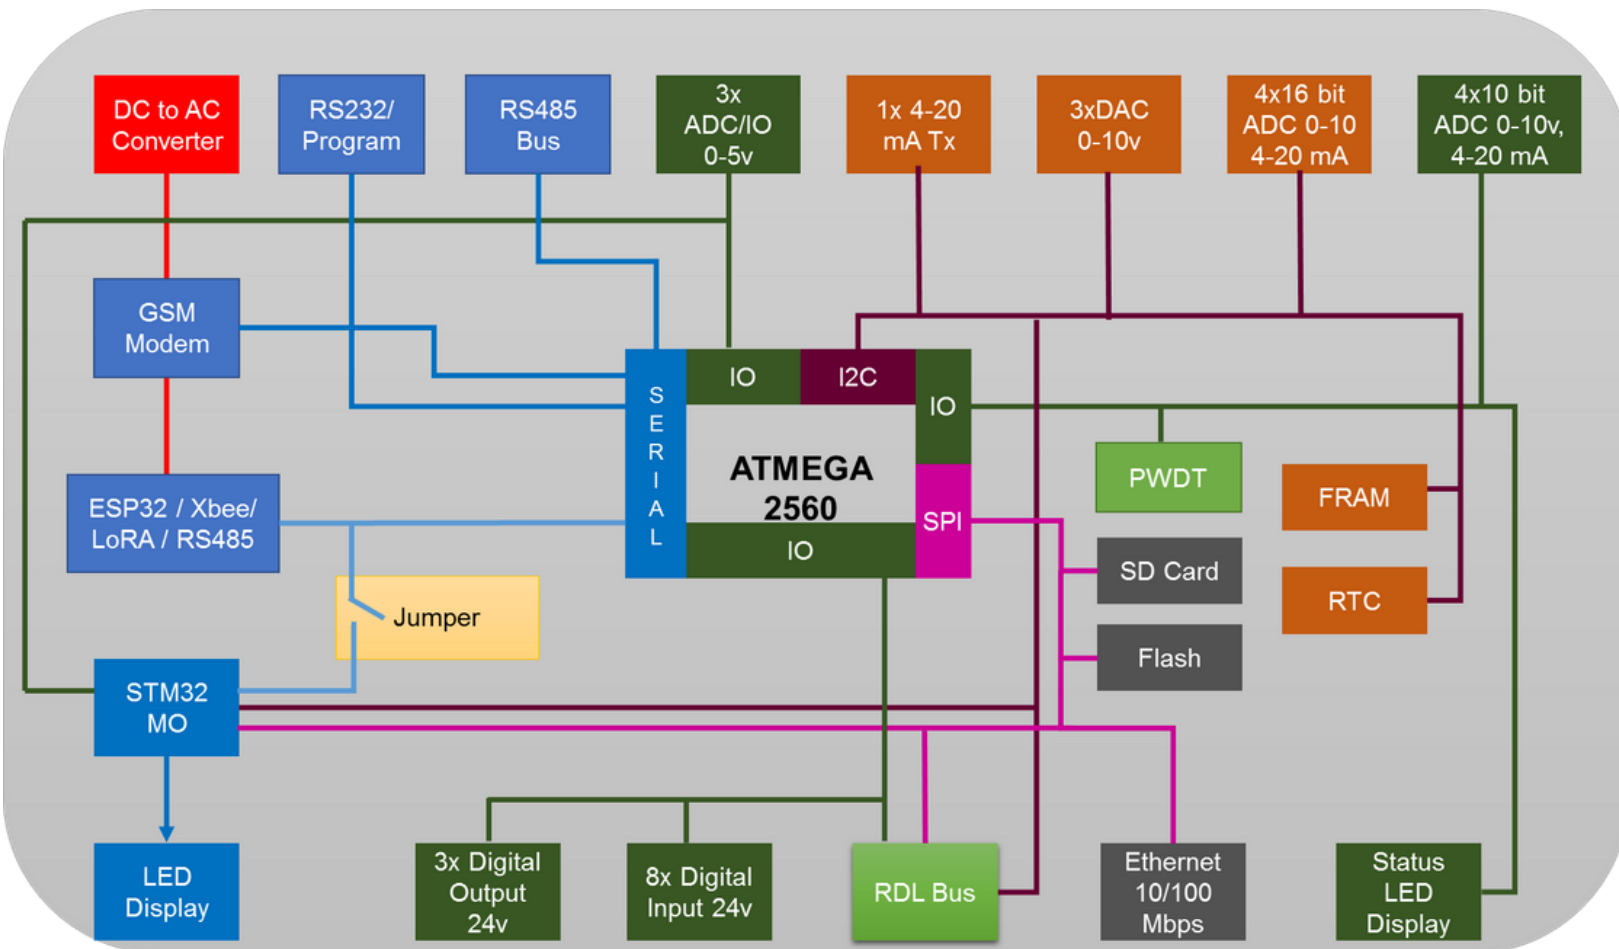 DC to AC
Converter
RS232/
Program
RS485
Bus
3x
ADC/IO
0-5v
1x 4-20
mA Tx
3xDAC
0-10v
4x16 bit
ADC 0-10
4-20 mA
4x10 bit
ADC 0-10v,
4-20 mA
GSM
Modem
SERIAL
IO
I2C
IO
ATMEGA
2560
SPI
IO
PWDT
FRAM
ESP32 / Xbee/
LoRA / RS485
SD Card
RTC
Jumper
Flash
STM32
MO
LED
Display
3x Digital
Output
24v
8x Digital
Input 24v
RDL Bus
Ethernet
10/100
Mbps
Status
LED
Display